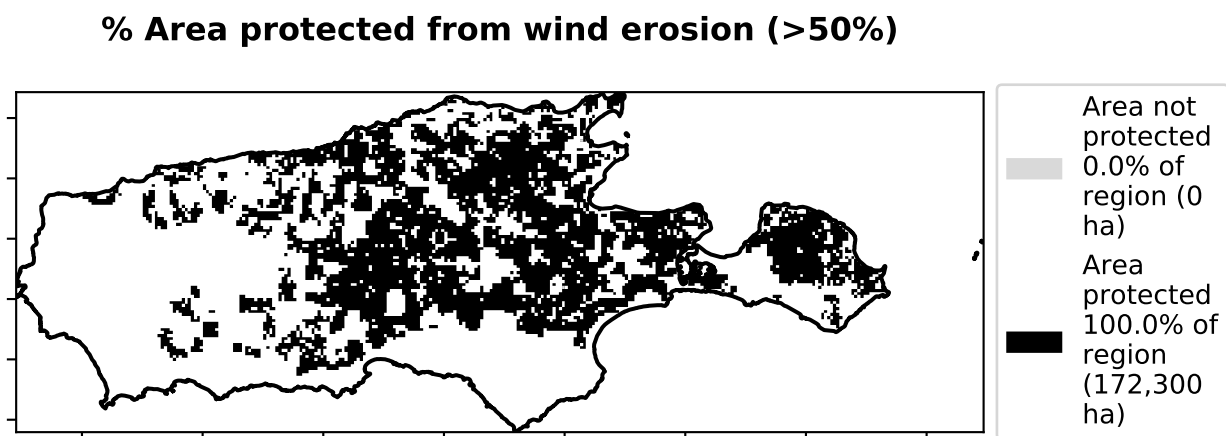 % Area protected from wind erosion (>50%)
Area not
protected
0.0% of
region (0
ha)
Area
protected
100.0% of
region
(172,300
ha)